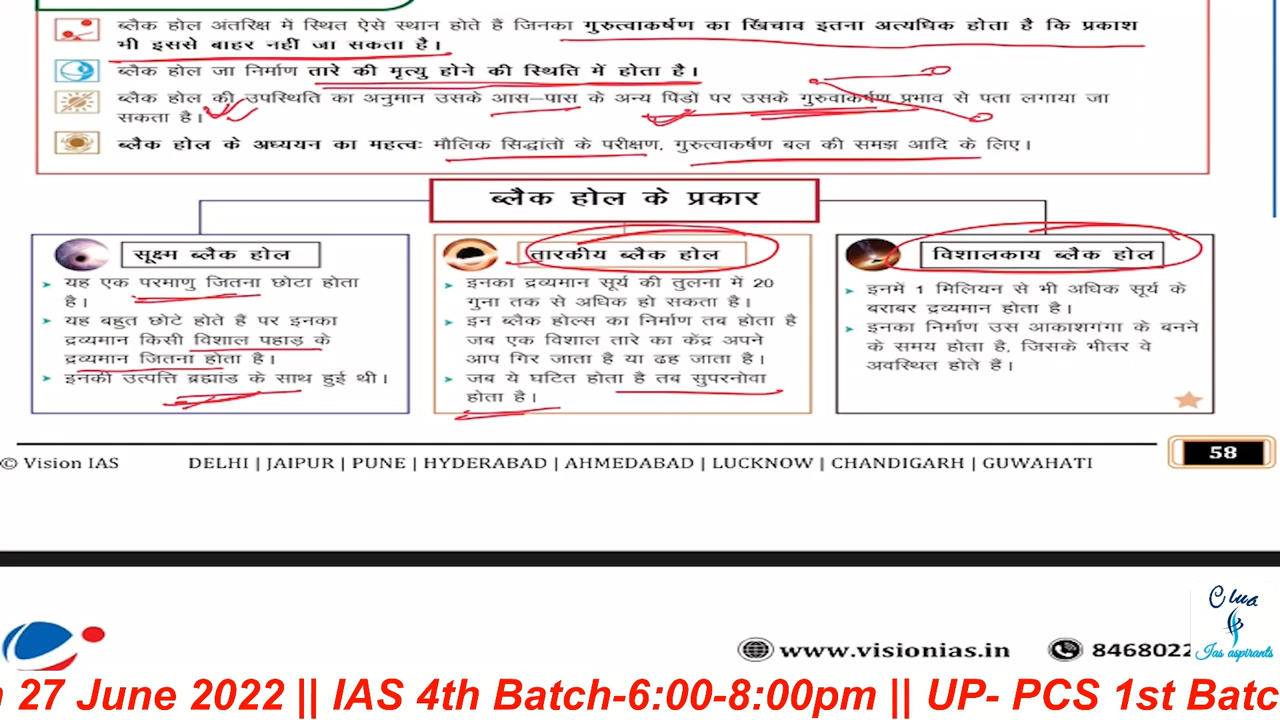 ब्लैक होल अंतरिक्ष में स्थित ऐसे स्थान होते हैं जिनका गुरुत्वाकर्षण का खिंचाव इतना अत्यधिक होता है कि प्रकाश
भी इससे बाहर नहीं जा सकता है।
ब्लैक होल जा निर्माण तारे की मृत्यु होने की स्थिति में होता है।
ब्लैक होल की उपस्थिति का अनुमान उसके आस-पास के अन्य पिंडों पर उसके गुरुवाकर्षण प्रभाव से पता लगाया जा
सकता है।
ब्लैक होल के अध्ययन का महत्वः मौलिक सिद्धांतों के परीक्षण, गुरुत्वाकर्षण बल की समझ आदि के लिए।
ब्लैक होल के प्रकार
सूक्ष्म ब्लैक होल
यह एक परमाणु जितना छोटा होता
है।
यह बहुत छोटे होते हैं पर इनका
द्रव्यमान किसी विशाल पहाड़ के
द्रव्यमान जितना होता है।
इनकी उत्पत्ति ब्रह्मांड के साथ हुई थी।
तारकीय ब्लैक होल
इनका द्रव्यमान सूर्य की तुलना में 20
गुना तक से अधिक हो सकता है।
इन ब्लैक होल्स का निर्माण तब होता है
जब एक विशाल तारे का केंद्र अपने
आप गिर जाता है या ढह जाता है।
जब ये घटित होता है तब सुपरनोवा
होता है।
विशालकाय ब्लैक होल
इनमें 1 मिलियन से भी अधिक सूर्य के
बराबर द्रव्यमान होता है।
इनका निर्माण उस आकाशगंगा के बनने
के समय होता है, जिसके भीतर वे
अवस्थित होते हैं।
© Vision IAS DELHI | JAIPUR | PUNE | HYDERABAD | AHMEDABAD | LUCKNOW | CHANDIGARH | GUWAHATI 58
www.visionias.in 8468022
Clue
Ias aspirants
27 June 2022 || IAS 4th Batch-6:00-8:00pm || UP- PCS 1st Batc